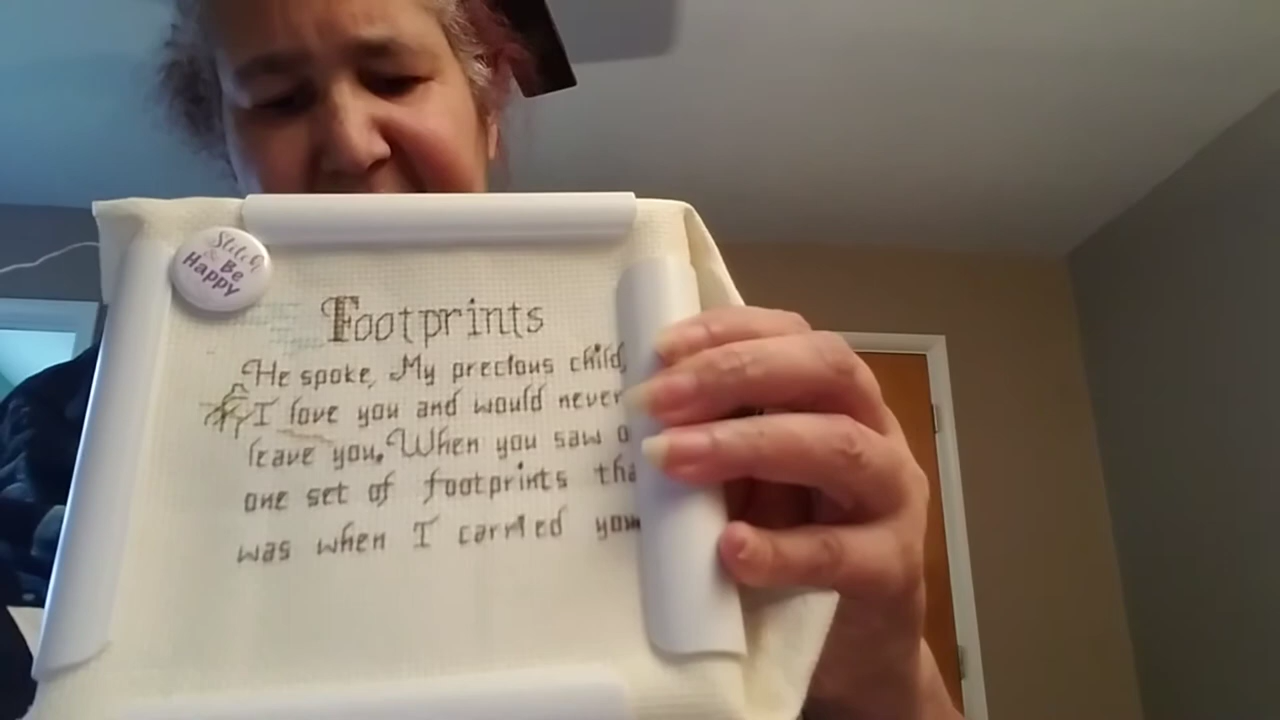 Stitch
& Be
Happy
Footprints
He spoke, My precious child,
I love you and would never
leave you. When you saw o
one set of footprints tha
was when I carried you